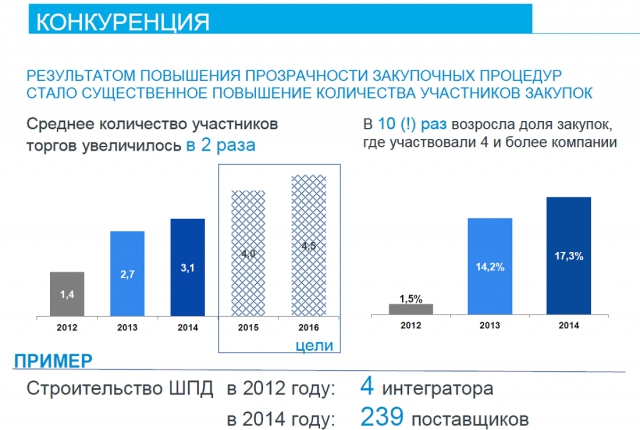 КОНКУРЕНЦИЯ
РЕЗУЛЬТАТОМ ПОВЫШЕНИЯ ПРОЗРАЧНОСТИ ЗАКУПОЧНЫХ ПРОЦЕДУР
СТАЛО СУЩЕСТВЕННОЕ ПОВЫШЕНИЕ КОЛИЧЕСТВА УЧАСТНИКОВ ЗАКУПОК
Среднее количество участников
торгов увеличилось в 2 раза
1,4
2,7
3,1
4,0
4,5
2012
2013
2014
2015
2016
цели
В 10 (!) раз возросла доля закупок,
где участвовали 4 и более компании
1,5%
14,2%
17,3%
2012
2013
2014
ПРИМЕР
Строительство ШПД в 2012 году: 4 интегратора
в 2014 году: 239 поставщиков